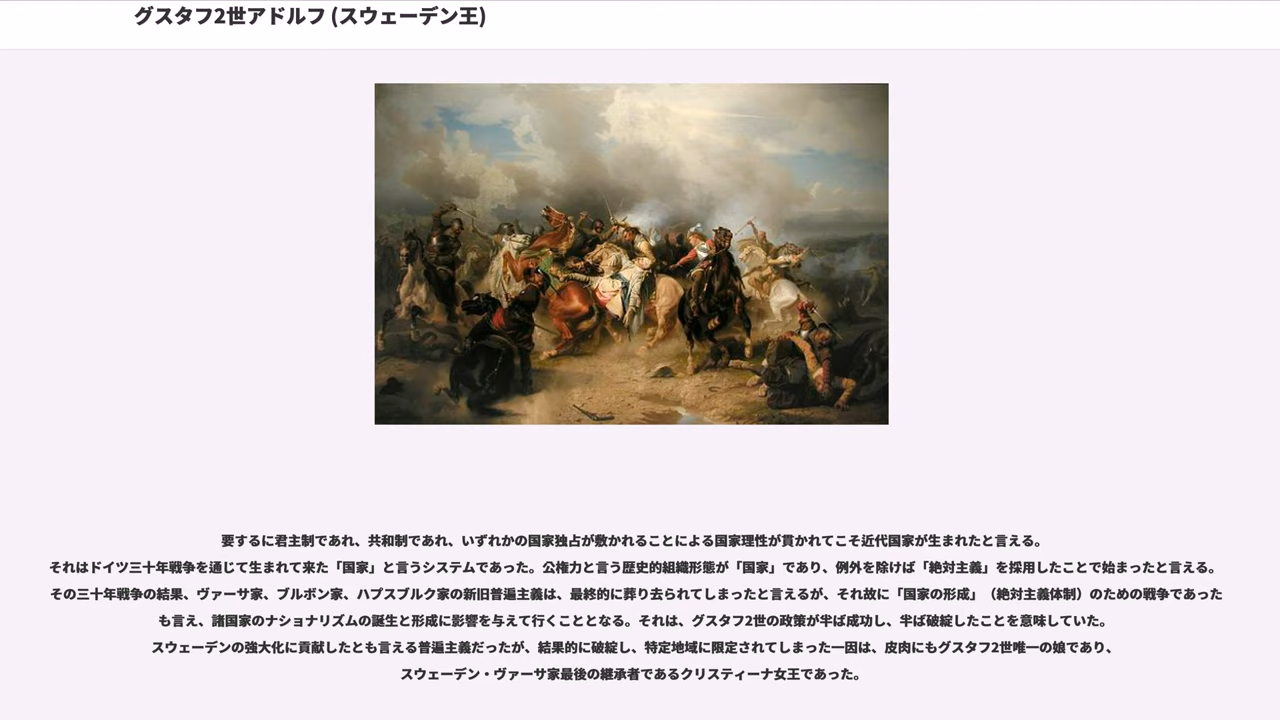 グスタフ2世アドルフ (スウェーデン王)
要するに君主制であれ、共和制であれ、いずれかの国家独占が敷かれることによる国家理性が貫かれてこそ近代国家が生まれたと言える。
それはドイツ三十年戦争を通じて生まれて来た「国家」と言うシステムであった。公権力と言う歴史的組織形態が「国家」であり、例外を除けば「絶対主義」を採用したことで始まったと言える。
その三十年戦争の結果、ヴァーサ家、ブルボン家、ハプスブルク家の新旧普遍主義は、最終的に葬り去られてしまったと言えるが、それ故に「国家の形成」（絶対主義体制）のための戦争であった
も言え、諸国家のナショナリズムの誕生と形成に影響を与えて行くこととなる。それは、グスタフ2世の政策が半ば成功し、半ば破綻したことを意味していた。
スウェーデンの強大化に貢献したとも言える普遍主義だったが、結果的に破綻し、特定地域に限定されてしまった一因は、皮肉にもグスタフ2世唯一の娘であり、
スウェーデン・ヴァーサ家最後の継承者であるクリスティーナ女王であった。